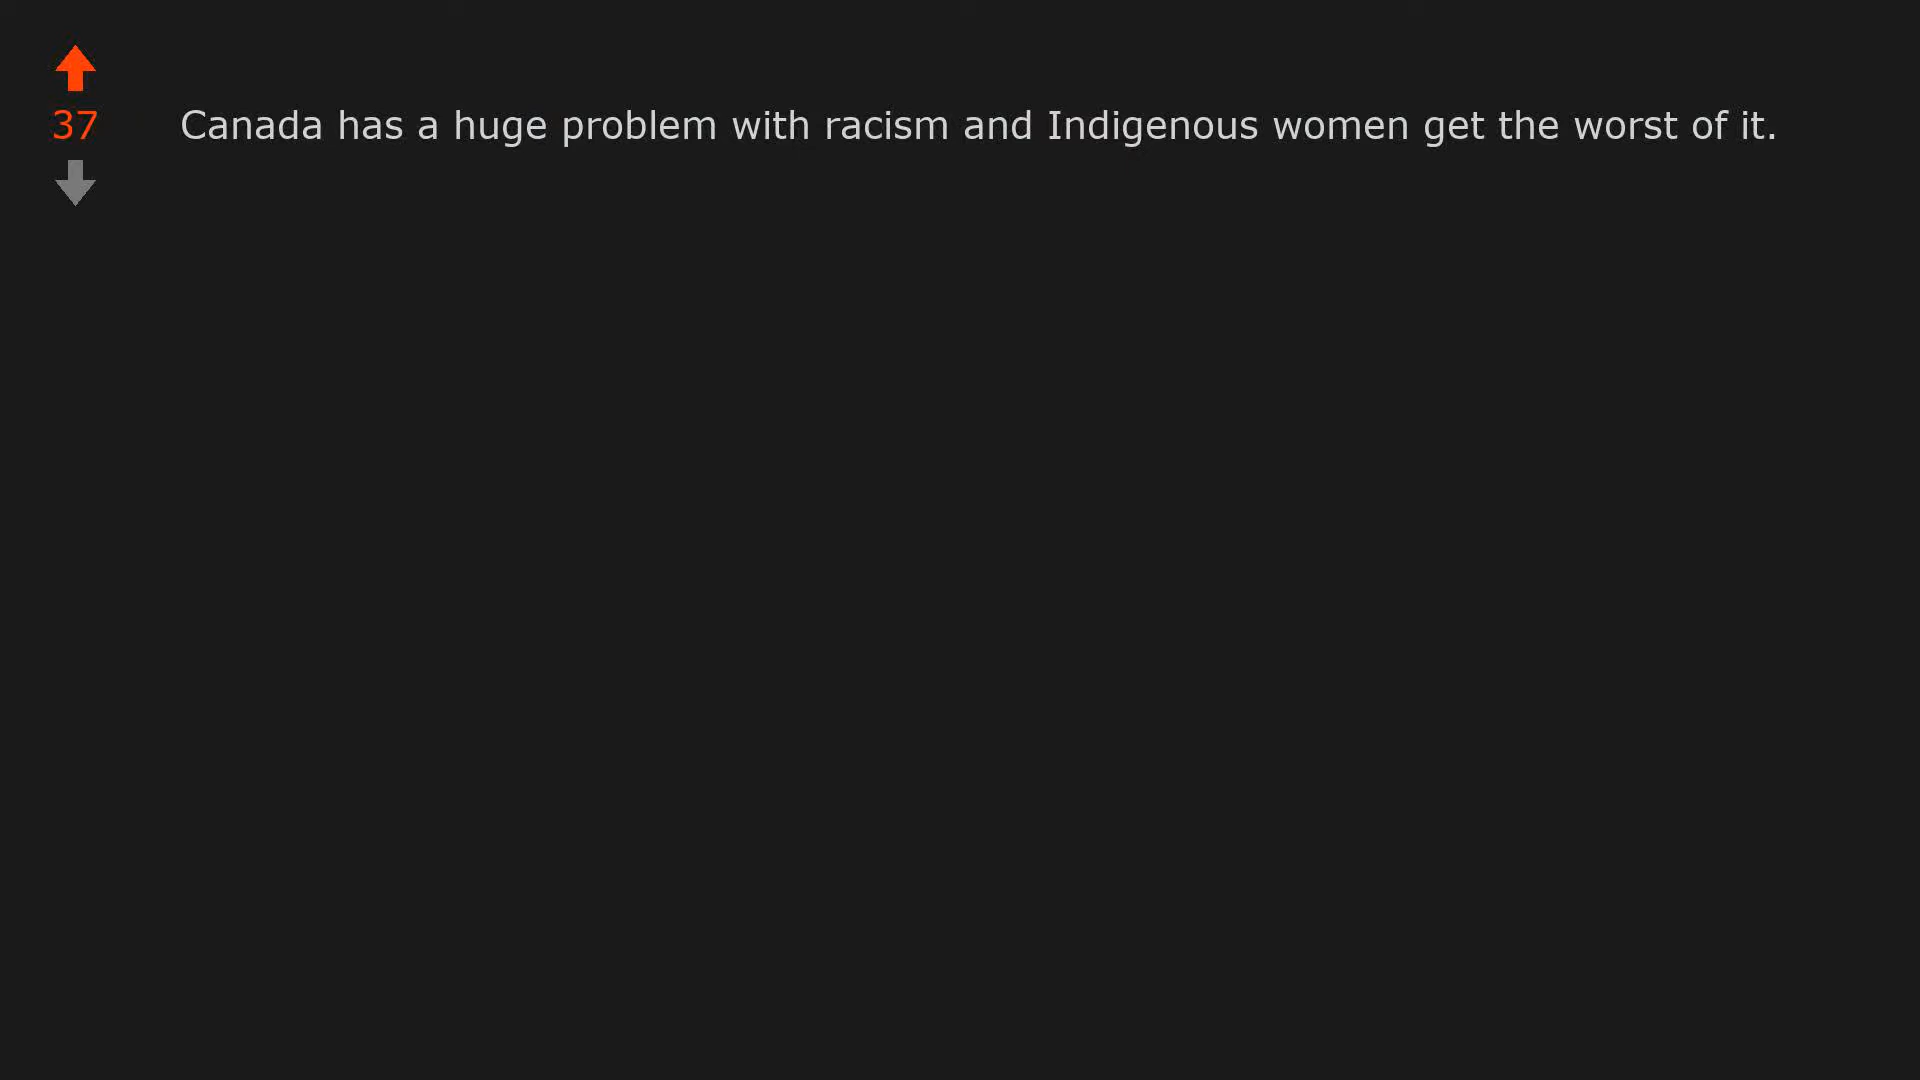 37
Canada has a huge problem with racism and Indigenous women get the worst of it.